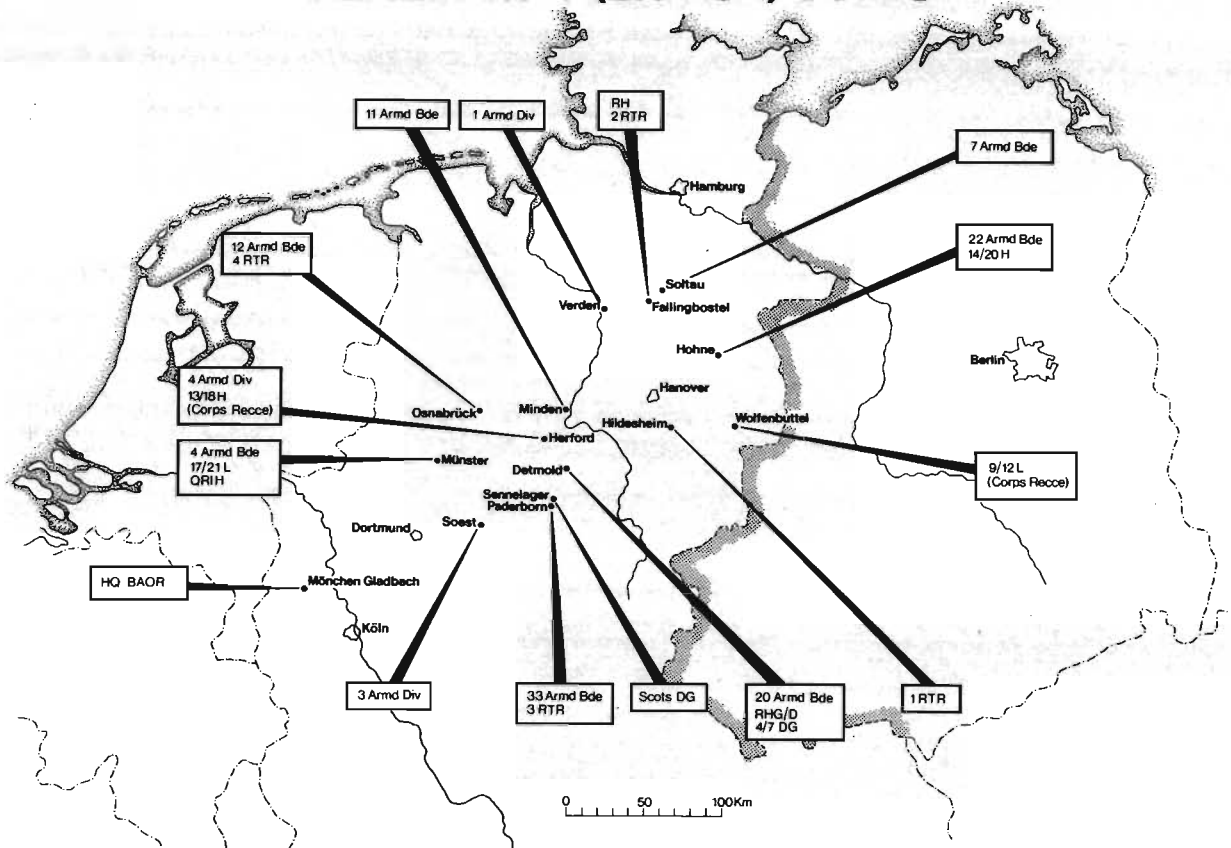 11 Armd Bde
1 Armd Div
RH
2 RTR
7 Armd Bde
Hamburg
12 Armd Bde
4 RTR
22 Armd Bde
14/20 H
Soltau
Verden
Fallingbostel
Hohne
Berlin
4 Armd Div
13/18 H
(Corps Recce)
Hanover
Osnabrück
Minden
Hildesheim
Wolfenbuttel
Herford
4 Armd Bde
17/21 L
QRIH
Münster
Detmold
9/12 L
(Corps Recce)
Sennelager
Paderborn
Dortmund
Soest
HQ BAOR
Mönchen Gladbach
Köln
3 Armd Div
33 Armd Bde
3 RTR
Scots DG
20 Armd Bde
RHG/D
4/7 DG
1 RTR
0 50 100Km